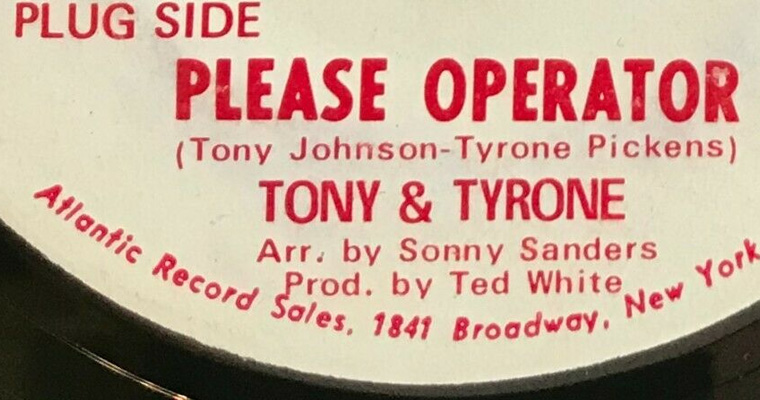 PLUG SIDE
PLEASE OPERATOR
(Tony Johnson-Tyrone Pickens)
TONY & TYRONE
Arr. by Sonny Sanders
Prod. by Ted White
Atlantic Record Sales, 1841 Broadway, New York